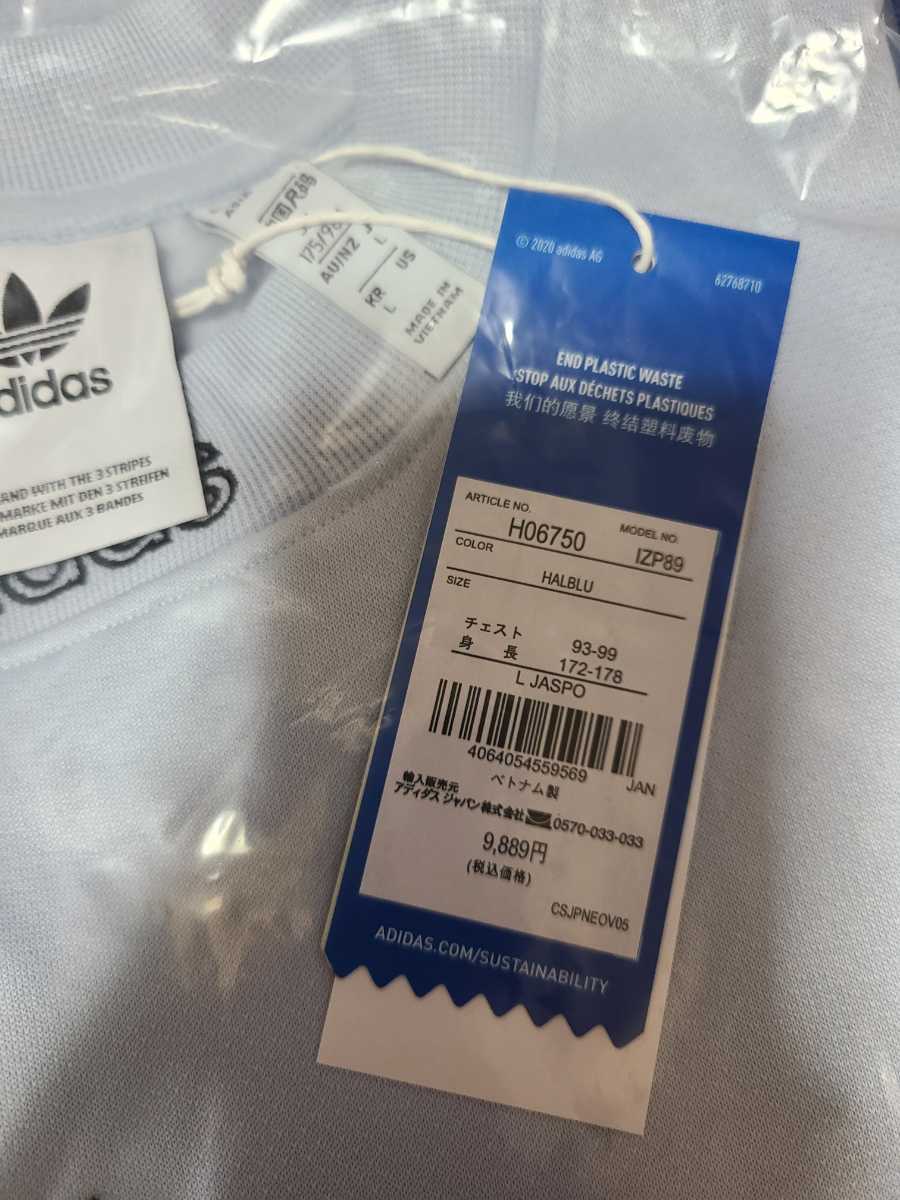 adidas
AND WITH THE 3 STRIPES
MARKE MIT DEN 3 STREIFEN
MARQUE AUX 3 BANDES
AU/NZ
L
KR
L
US
MADE IN
VIETNAM
© 2020 adidas AG
62768710
END PLASTIC WASTE
STOP AUX DÉCHETS PLASTIQUES
我们的愿景 终结塑料废物
ARTICLE NO.
H06750
MODEL NO.
IZP89
COLOR
HALBLU
SIZE
チェスト 93-99
身 長 172-178
L JASPO
4064054559569 JAN
ベトナム製
輸入販売元
アディダス ジャパン株式会社 0570-033-033
9,889円
(税込価格)
CSJPNEOV05
ADIDAS.COM/SUSTAINABILITY